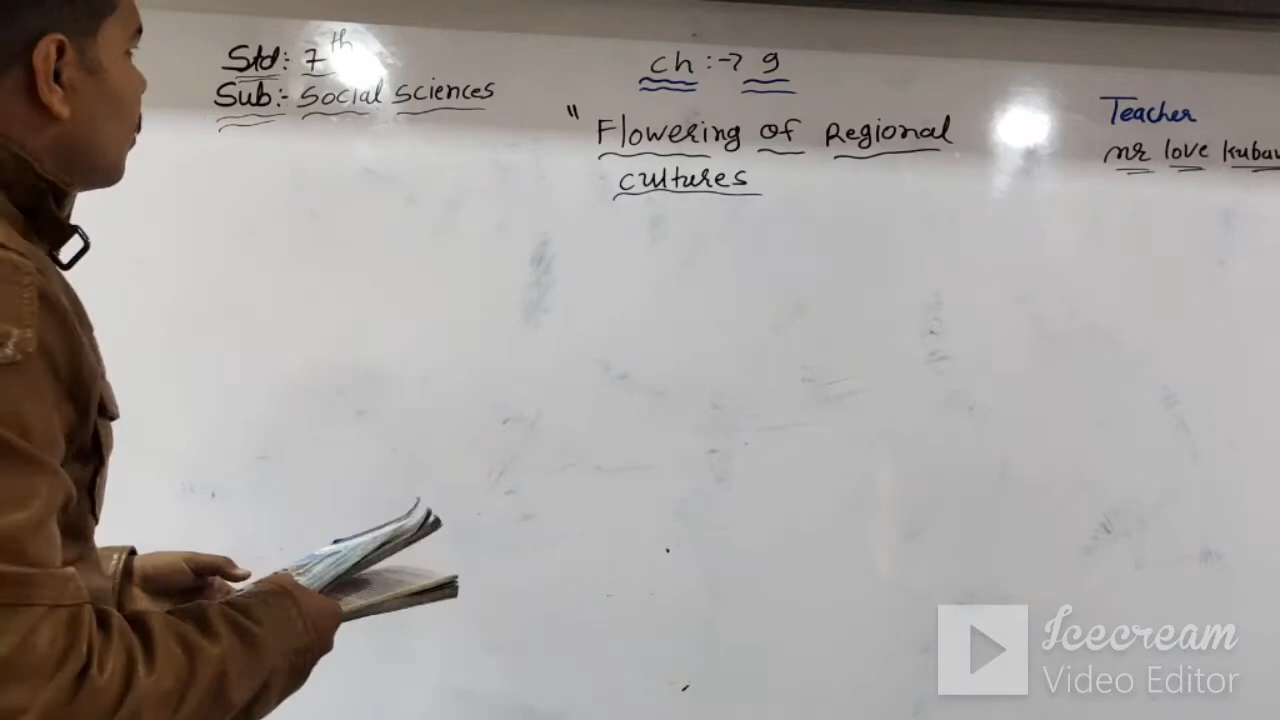 Std: 7th
Sub:- Social Sciences
ch :-> 9
" Flowering of Regional
cultures
Teacher
mr love
Icecream
Video Editor